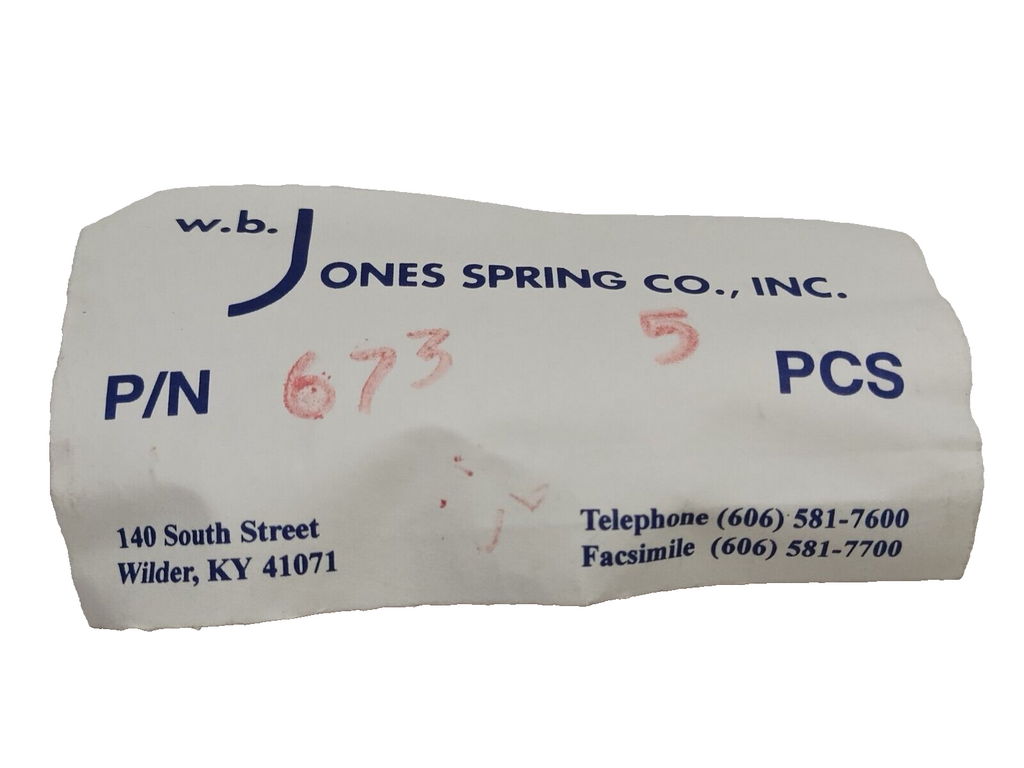 w.b. JONES SPRING CO., INC.
P/N 673 5 PCS
140 South Street
Wilder, KY 41071
Telephone (606) 581-7600
Facsimile (606) 581-7700